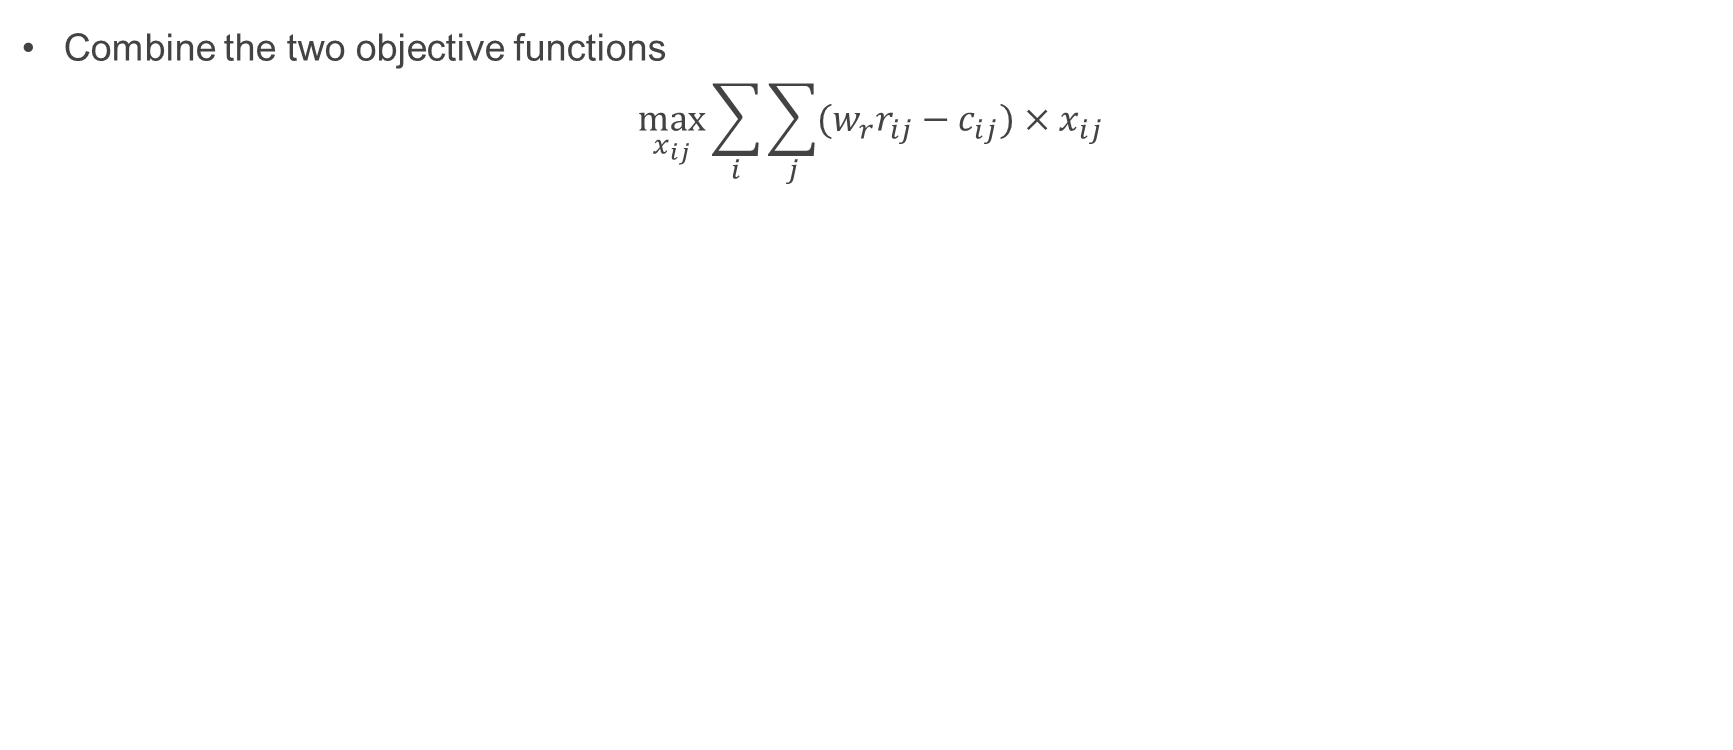 • Combine the two objective functions
max_{x_{ij}} ∑_i ∑_j (w_r r_{ij} − c_{ij}) × x_{ij}